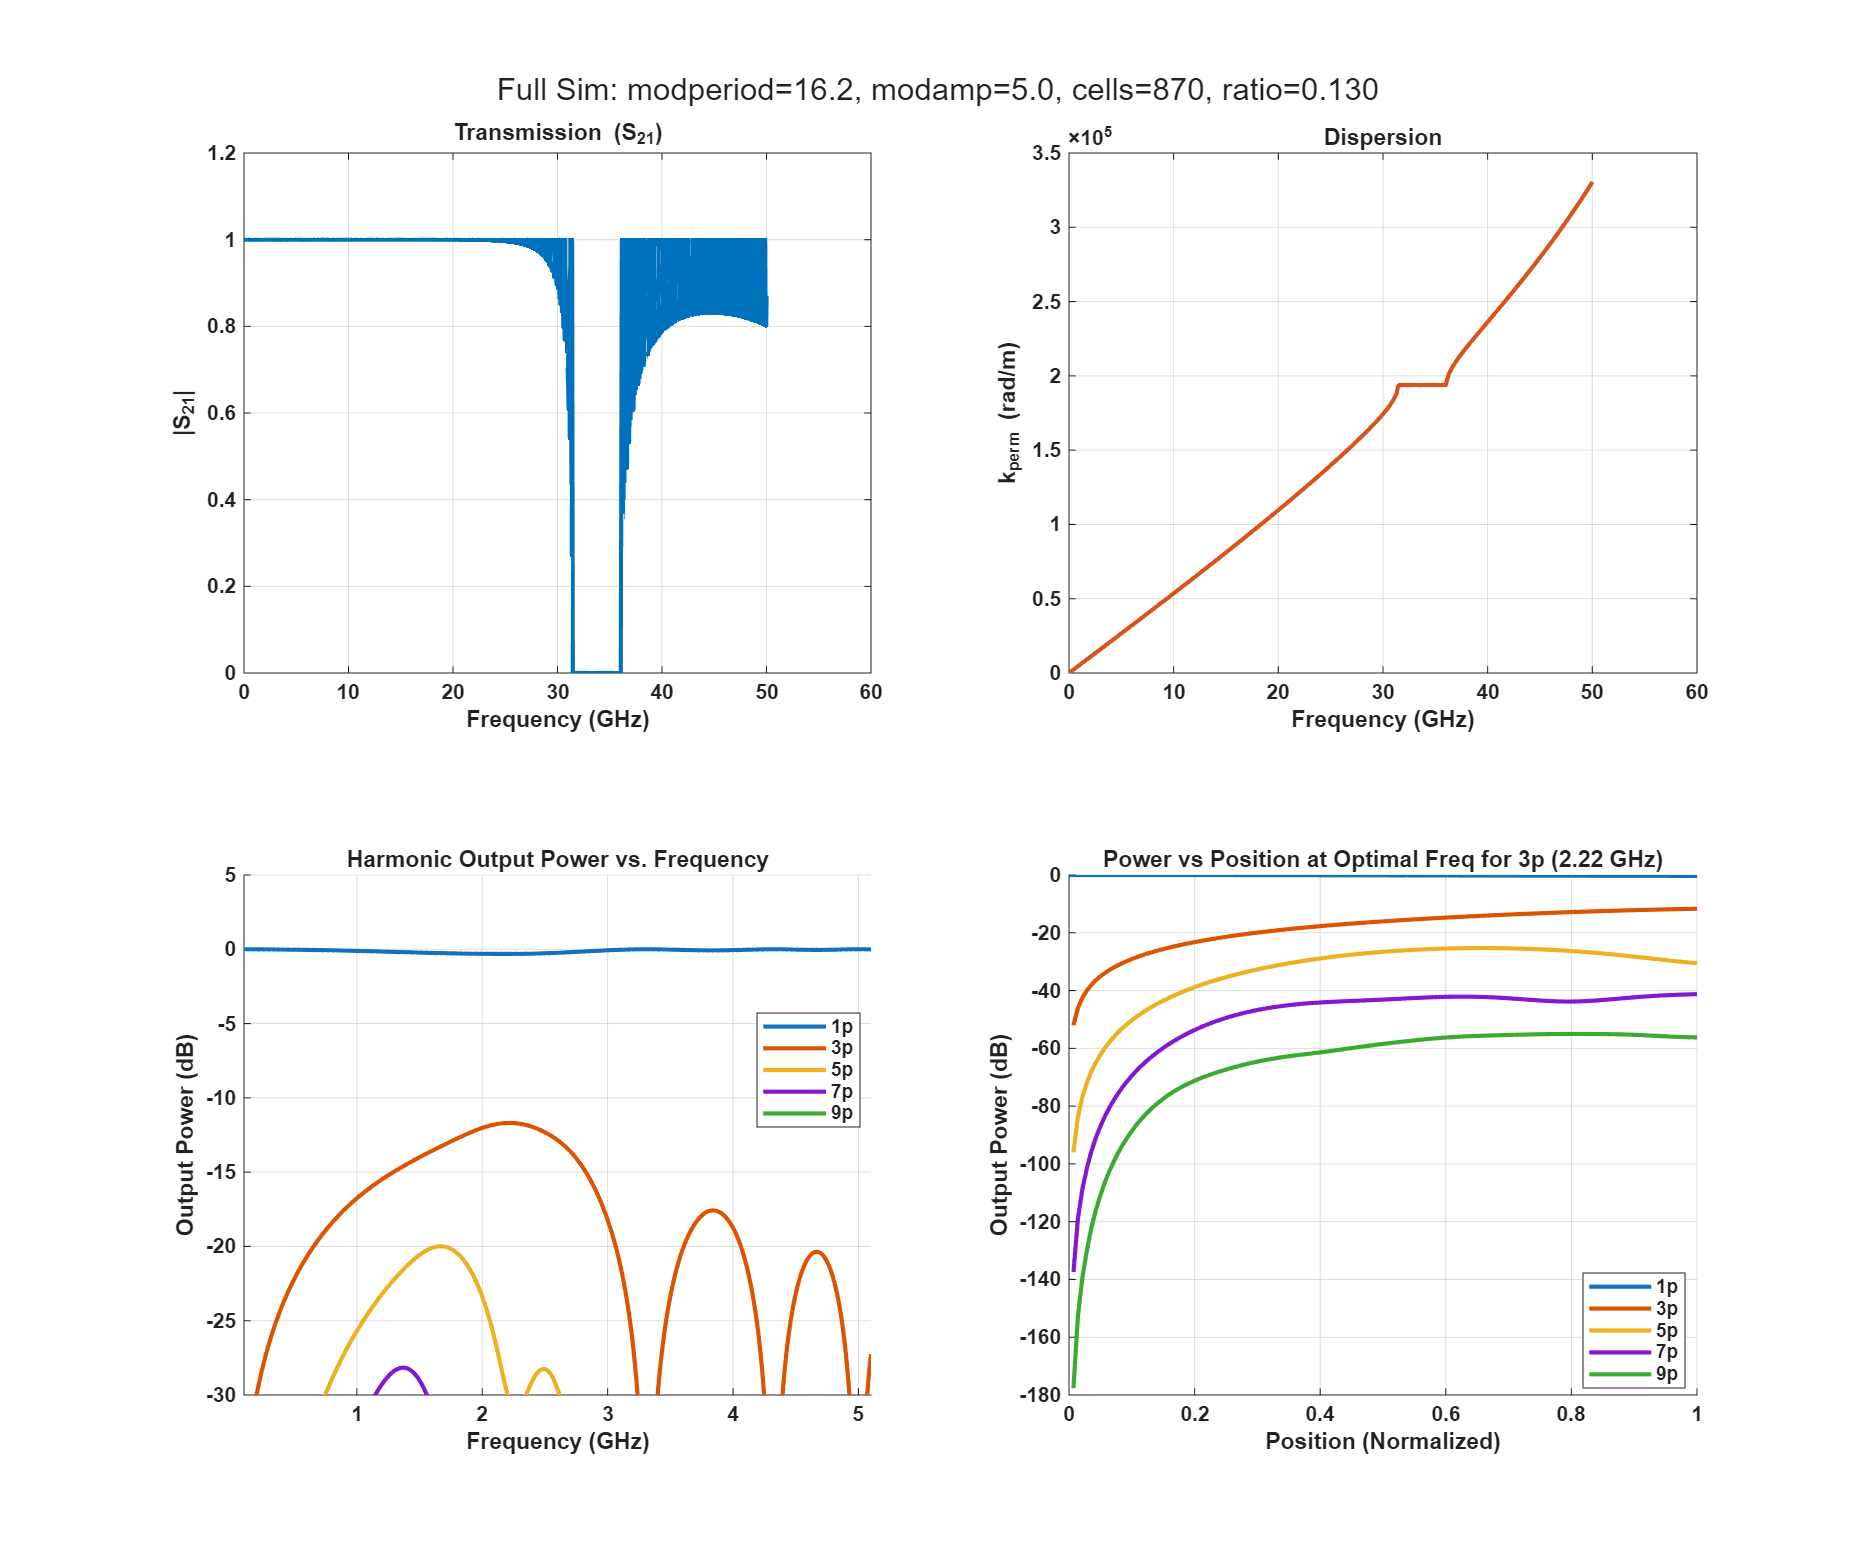 Full Sim: modperiod=16.2, modamp=5.0, cells=870, ratio=0.130
Transmission (S21)
1.2
1
0.8
0.6
0.4
0.2
0
|S21|
0 10 20 30 40 50 60
Frequency (GHz)
×10^5
Dispersion
3.5
3
2.5
2
1.5
1
0.5
0
kperm (rad/m)
0 10 20 30 40 50 60
Frequency (GHz)
Harmonic Output Power vs. Frequency
5
0
-5
-10
-15
-20
-25
-30
Output Power (dB)
1p
3p
5p
7p
9p
1 2 3 4 5
Frequency (GHz)
Power vs Position at Optimal Freq for 3p (2.22 GHz)
0
-20
-40
-60
-80
-100
-120
-140
-160
-180
Output Power (dB)
1p
3p
5p
7p
9p
0 0.2 0.4 0.6 0.8 1
Position (Normalized)